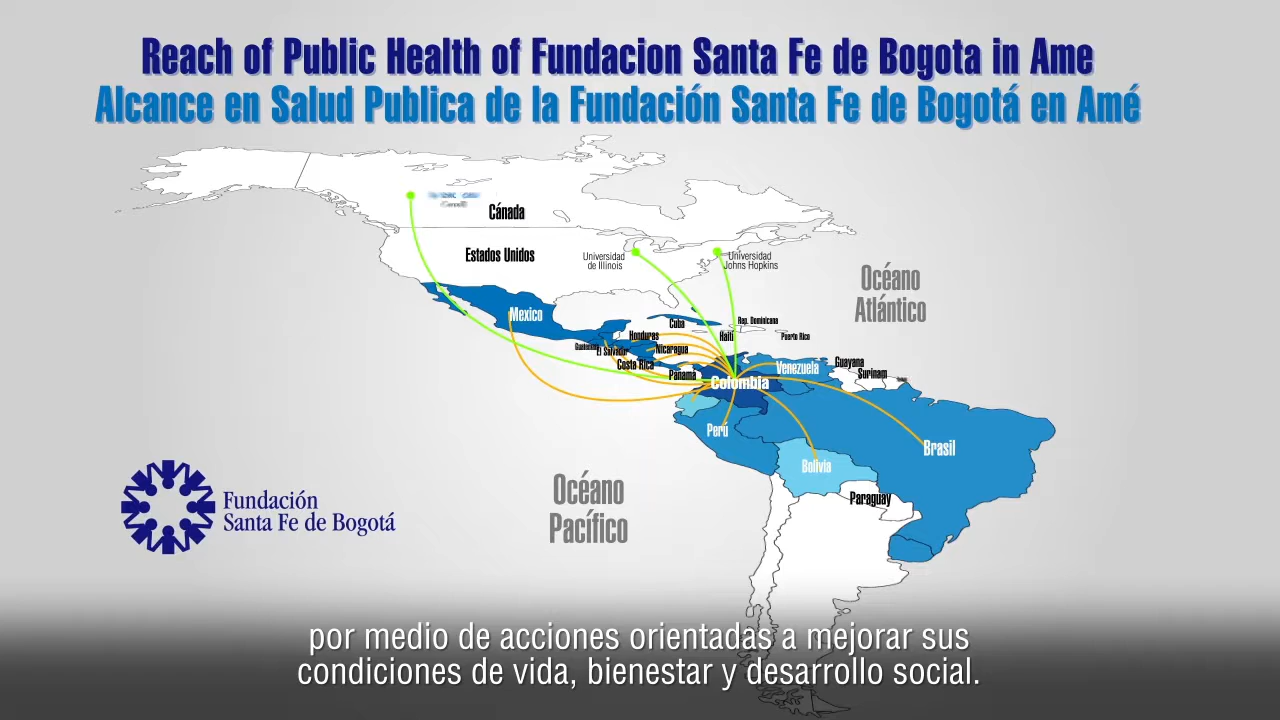 Reach of Public Health of Fundacion Santa Fe de Bogota in Ame
Alcance en Salud Publica de la Fundación Santa Fe de Bogotá en Amé
Cánada
Estados Unidos
Universidad
de Illinois
Universidad
Johns Hopkins
Océano
Atlántico
Mexico
Cuba
Rep. Dominicana
Haití
Puerto Rico
Honduras
Guatemala
El Salvador
Nicaragua
Costa Rica
Panamá
Colombia
Venezuela
Guayana
Surinam
Perú
Brasil
Bolivia
Paraguay
Océano
Pacífico
Fundación
Santa Fe de Bogotá
por medio de acciones orientadas a mejorar sus
condiciones de vida, bienestar y desarrollo social.